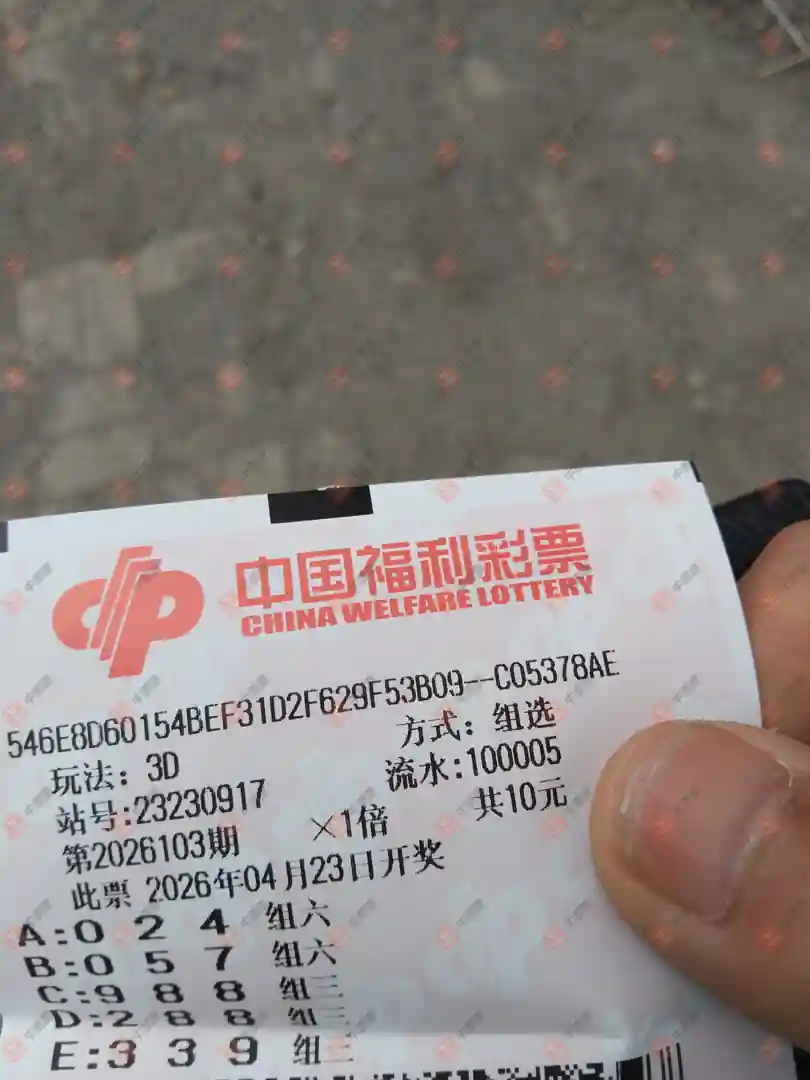 中国福利彩票
CHINA WELFARE LOTTERY
546E8D60154BEF31D2F629F53B09--C05378AE
玩法：3D 方式：组选
站号:23230917 流水:100005
第2026103期 ×1倍 共10元
此票 2026年04月23日开奖
A:0 2 4 组六
B:0 5 7 组六
C:9 8 8 组三
D:2 8 8 组三
E:3 3 9 组三